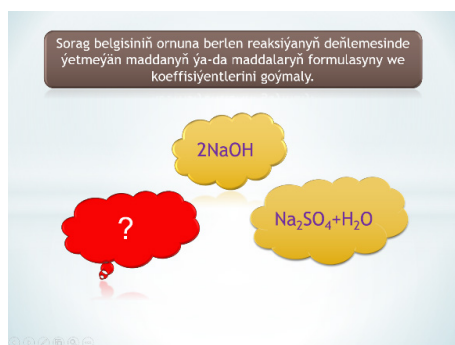 Sorag belgisiniň ornuna berlen reaksiýanyň deňlemesinde
ýetmeýän maddanyň ýa-da maddalaryň formulasyny we
koeffisiýentlerini goýmaly.
2NaOH
?
Na₂SO₄+H₂O